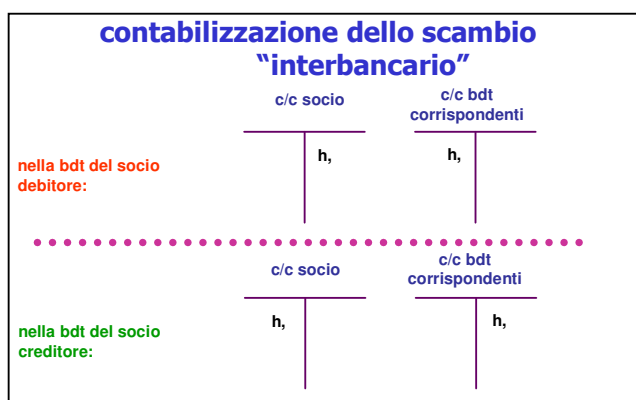 contabilizzazione dello scambio
“interbancario”
c/c socio
c/c bdt
corrispondenti
nella bdt del socio
debitore:
h,
h,
c/c socio
c/c bdt
corrispondenti
nella bdt del socio
creditore:
h,
h,